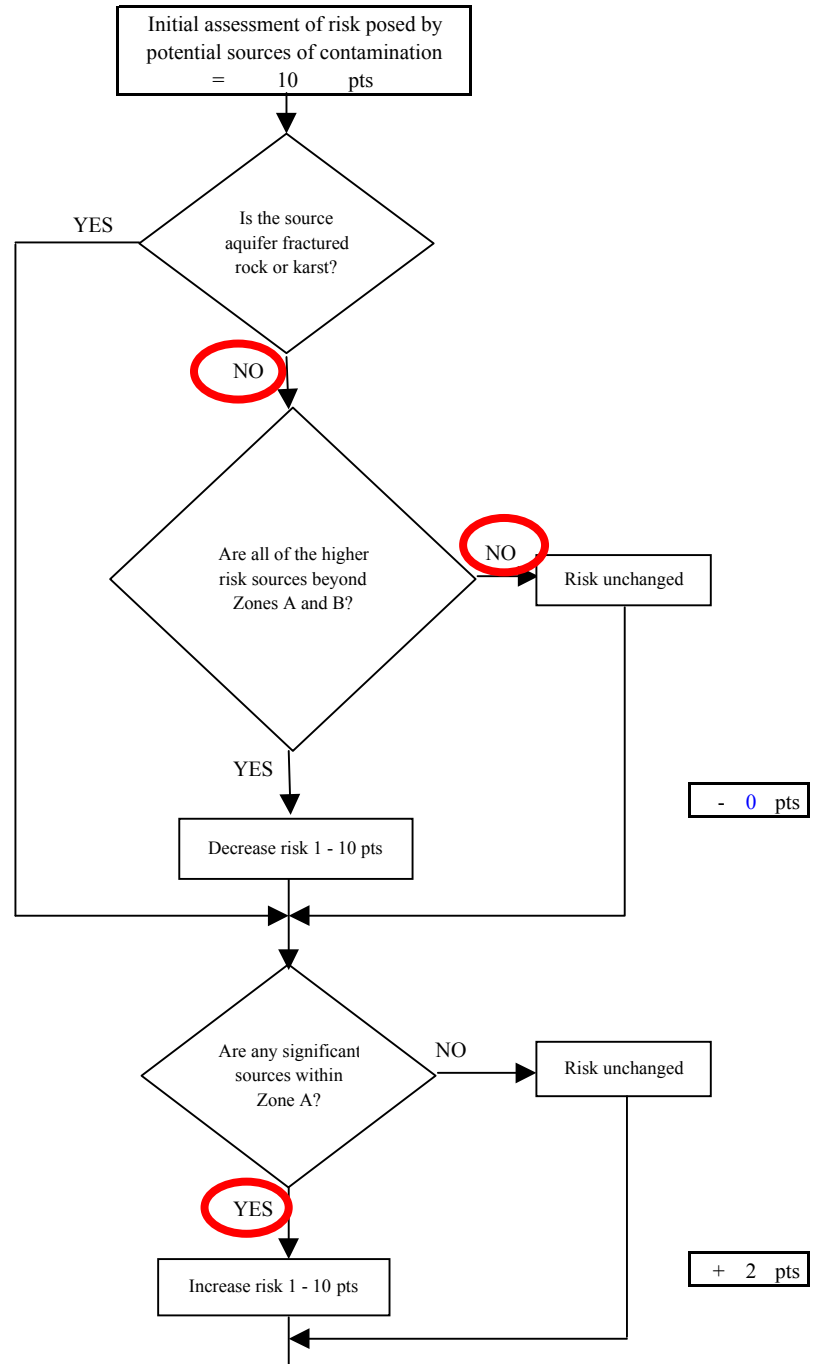 Initial assessment of risk posed by
potential sources of contamination
= 10 pts
YES
Is the source
aquifer fractured
rock or karst?
NO
Are all of the higher
risk sources beyond
Zones A and B?
NO
Risk unchanged
YES
- 0 pts
Decrease risk 1 - 10 pts
Are any significant
sources within
Zone A?
NO
Risk unchanged
YES
+ 2 pts
Increase risk 1 - 10 pts